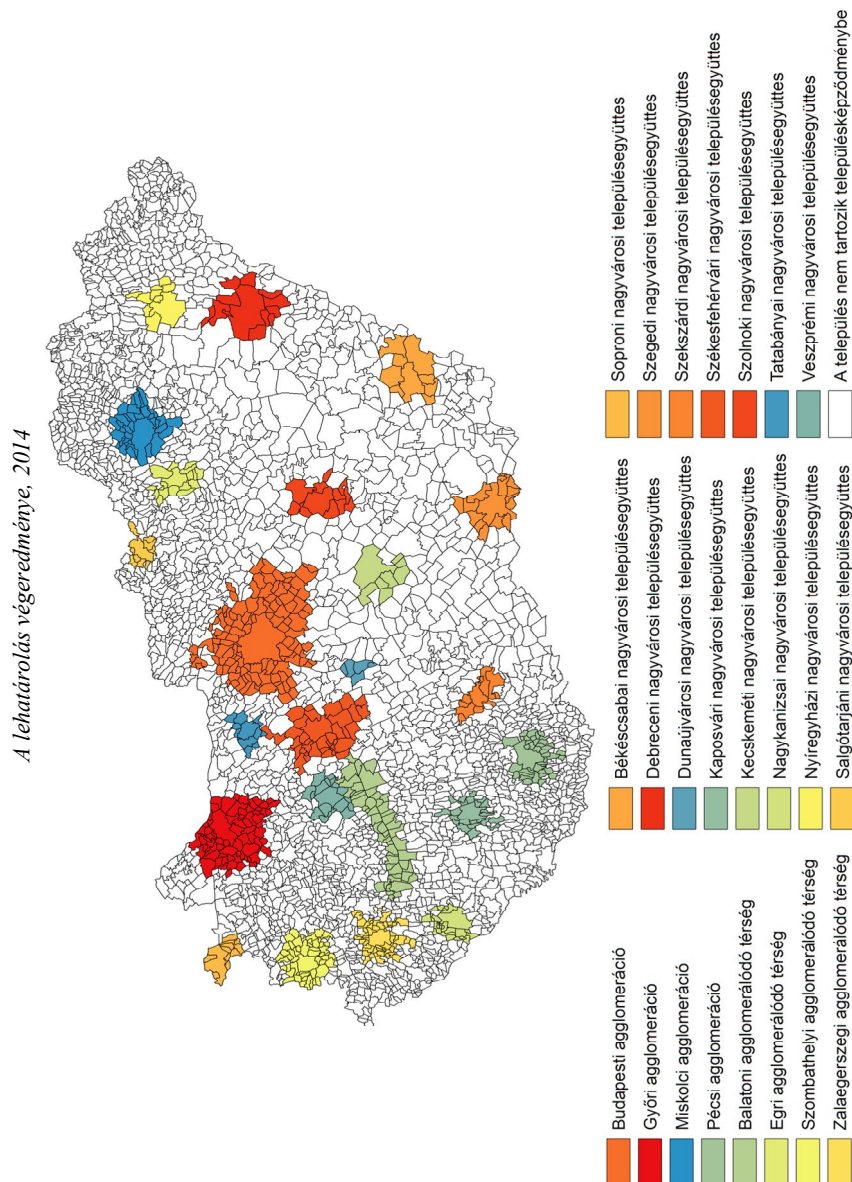 A lehatárolás végeredménye, 2014
Budapesti agglomeráció
Győri agglomeráció
Miskolci agglomeráció
Pécsi agglomeráció
Balatoni agglomerálódó térség
Egri agglomerálódó térség
Szombathelyi agglomerálódó térség
Zalaegerszegi agglomerálódó térség
Békéscsabai nagyvárosi településegyüttes
Debreceni nagyvárosi településegyüttes
Dunaújvárosi nagyvárosi településegyüttes
Kaposvári nagyvárosi településegyüttes
Kecskeméti nagyvárosi településegyüttes
Nagykanizsai nagyvárosi településegyüttes
Nyíregyházi nagyvárosi településegyüttes
Salgótarjáni nagyvárosi településegyüttes
Soproni nagyvárosi településegyüttes
Szegedi nagyvárosi településegyüttes
Szekszárdi nagyvárosi településegyüttes
Székesfehérvári nagyvárosi településegyüttes
Szolnoki nagyvárosi településegyüttes
Tatabányai nagyvárosi településegyüttes
Veszprémi nagyvárosi településegyüttes
A település nem tartozik településképződménybe